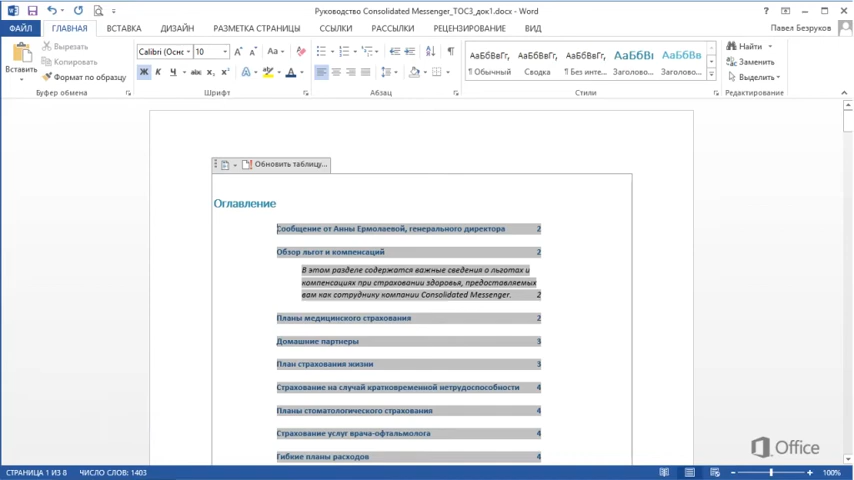 Руководство Consolidated Messenger_TOC3_док1.docx - Word
ФАЙЛ ГЛАВНАЯ ВСТАВКА ДИЗАЙН РАЗМЕТКА СТРАНИЦЫ ССЫЛКИ РАССЫЛКИ РЕЦЕНЗИРОВАНИЕ ВИД Павел Безруков
Вставить
Вырезать
Копировать
Формат по образцу
Calibri (Осно 10
Ж К Ч abc x₂ x²
АаБбВвГг, АаБбВвГг, АаБбВвГг, АаБбВı АаБбВвГ
¶ Обычный Сводка ¶ Без инте... Заголово... Заголово...
Найти
Заменить
Выделить
Буфер обмена Шрифт Абзац Стили Редактирование
Обновить таблицу...
Оглавление
Сообщение от Анны Ермолаевой, генерального директора 2
Обзор льгот и компенсаций 2
В этом разделе содержатся важные сведения о льготах и
компенсациях при страховании здоровья, предоставляемых
вам как сотруднику компании Consolidated Messenger. 2
Планы медицинского страхования 2
Домашние партнеры 3
План страхования жизни 3
Страхование на случай кратковременной нетрудоспособности 4
Планы стоматологического страхования 4
Страхование услуг врача-офтальмолога 4
Гибкие планы расходов 4
Office
СТРАНИЦА 1 ИЗ 8 ЧИСЛО СЛОВ: 1403 100%